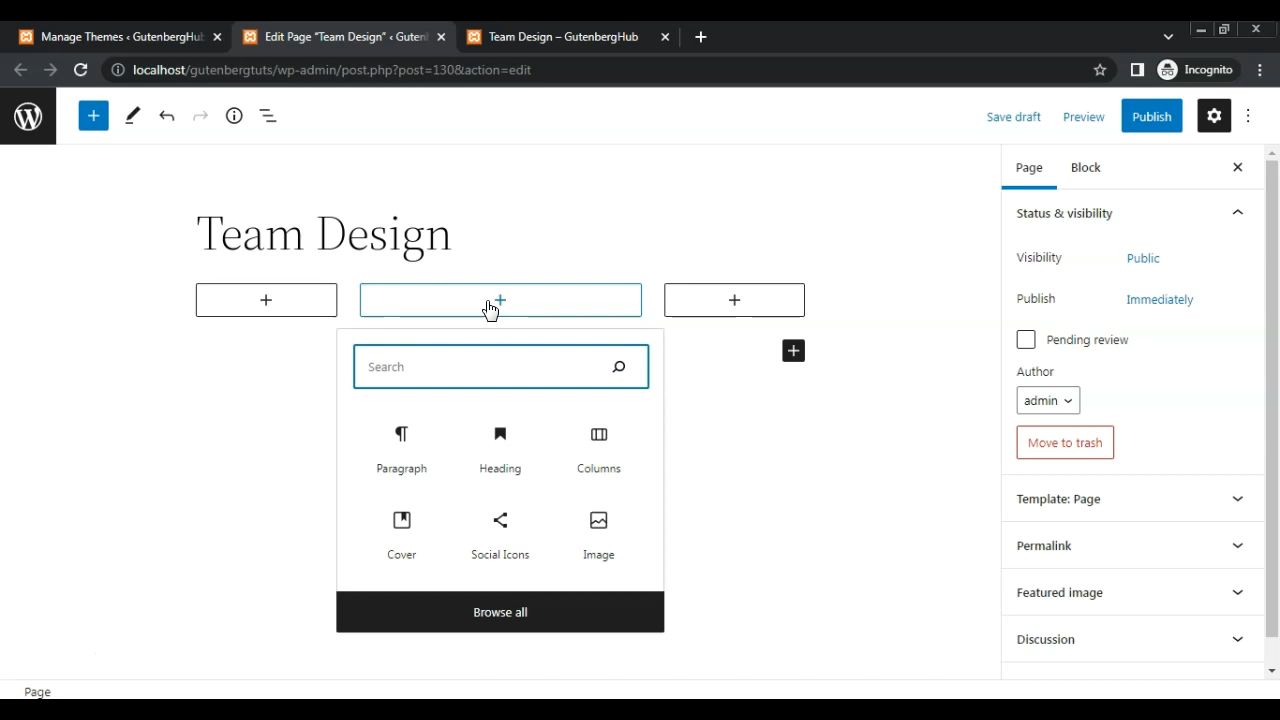 Manage Themes ‹ GutenbergHu
Edit Page “Team Design” ‹ Guten
Team Design – GutenbergHub
localhost/gutenbergtuts/wp-admin/post.php?post=130&action=edit
Incognito
Save draft
Preview
Publish
Page
Block
Team Design
Status & visibility
Visibility
Public
Publish
Immediately
Pending review
Author
admin
Move to trash
Search
Paragraph
Heading
Columns
Cover
Social Icons
Image
Browse all
Template: Page
Permalink
Featured image
Discussion
Page